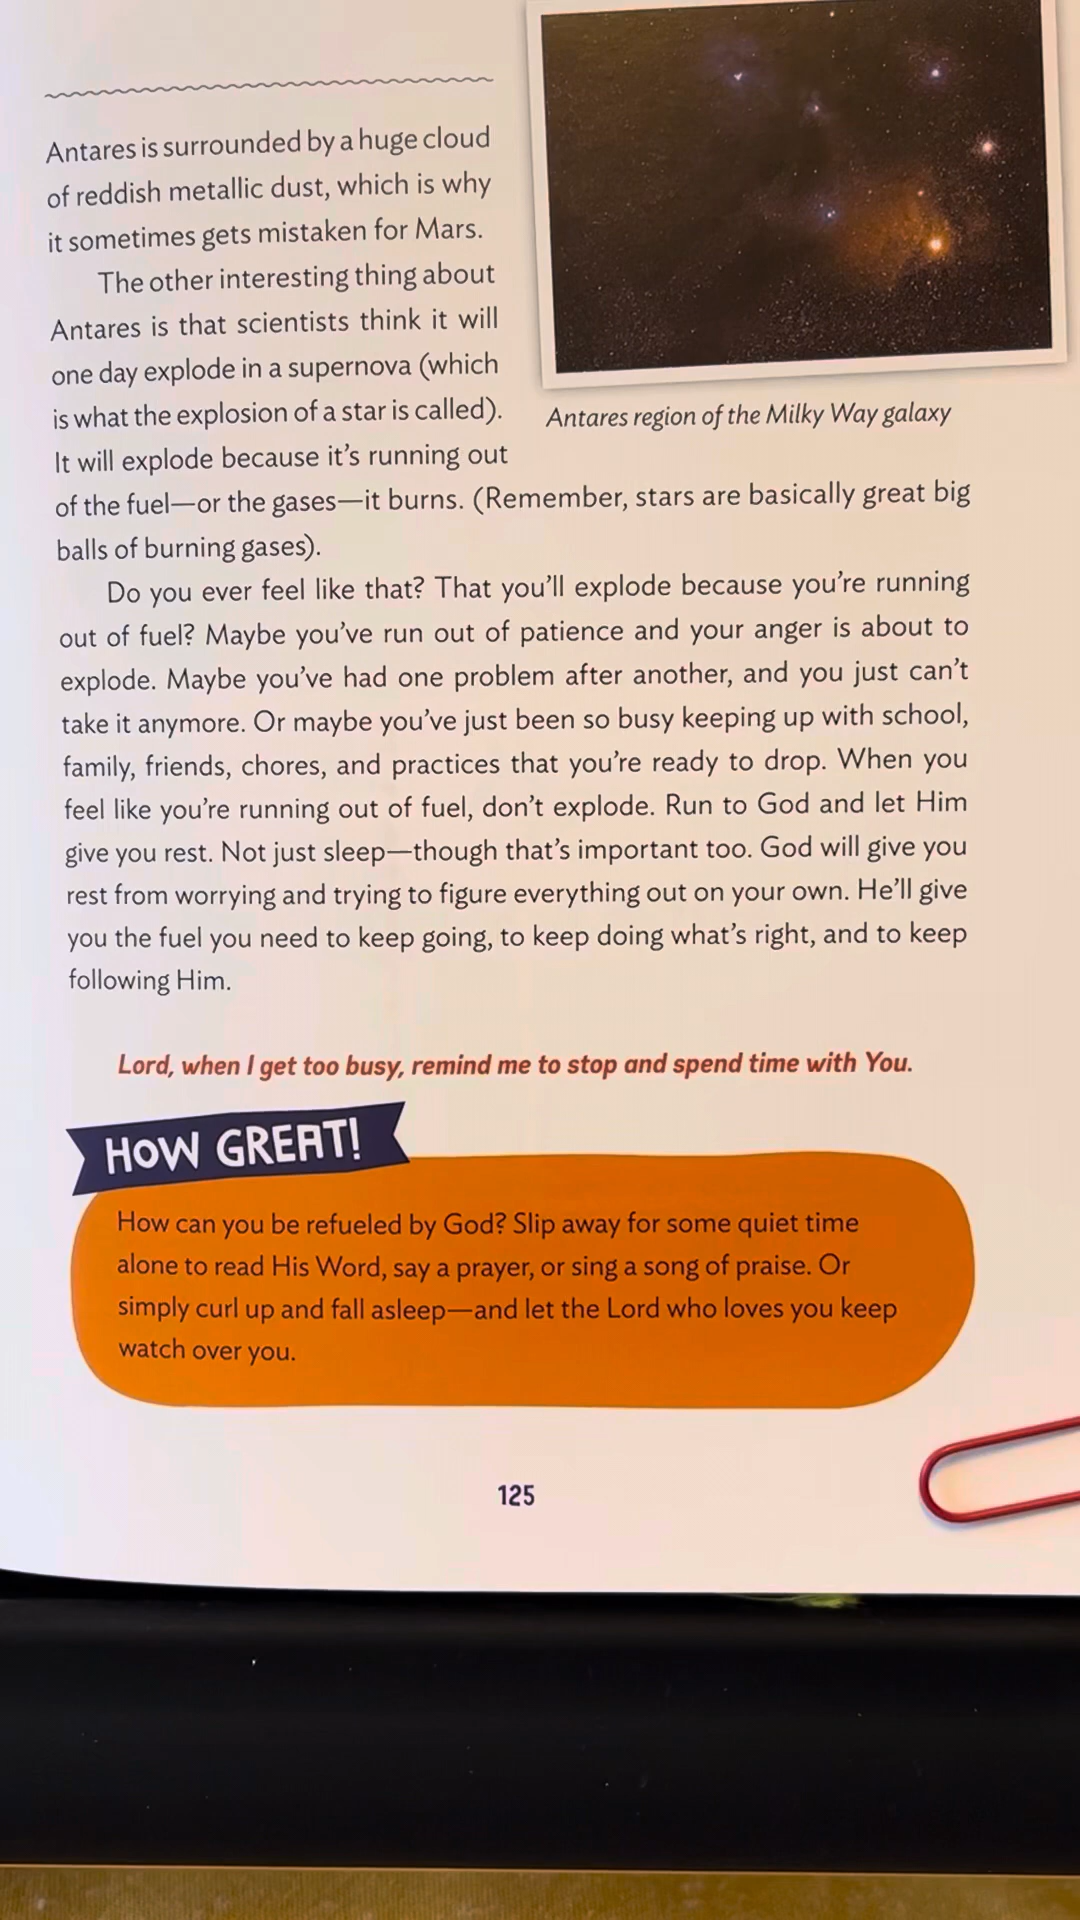 Antares is surrounded by a huge cloud
of reddish metallic dust, which is why
it sometimes gets mistaken for Mars.
The other interesting thing about
Antares is that scientists think it will
one day explode in a supernova (which
is what the explosion of a star is called).
It will explode because it's running out
of the fuel—or the gases—it burns. (Remember, stars are basically great big
balls of burning gases).
Antares region of the Milky Way galaxy
Do you ever feel like that? That you'll explode because you're running
out of fuel? Maybe you've run out of patience and your anger is about to
explode. Maybe you've had one problem after another, and you just can't
take it anymore. Or maybe you've just been so busy keeping up with school,
family, friends, chores, and practices that you're ready to drop. When you
feel like you're running out of fuel, don't explode. Run to God and let Him
give you rest. Not just sleep—though that's important too. God will give you
rest from worrying and trying to figure everything out on your own. He'll give
you the fuel you need to keep going, to keep doing what's right, and to keep
following Him.
Lord, when I get too busy, remind me to stop and spend time with You.
HOW GREAT!
How can you be refueled by God? Slip away for some quiet time
alone to read His Word, say a prayer, or sing a song of praise. Or
simply curl up and fall asleep—and let the Lord who loves you keep
watch over you.
125